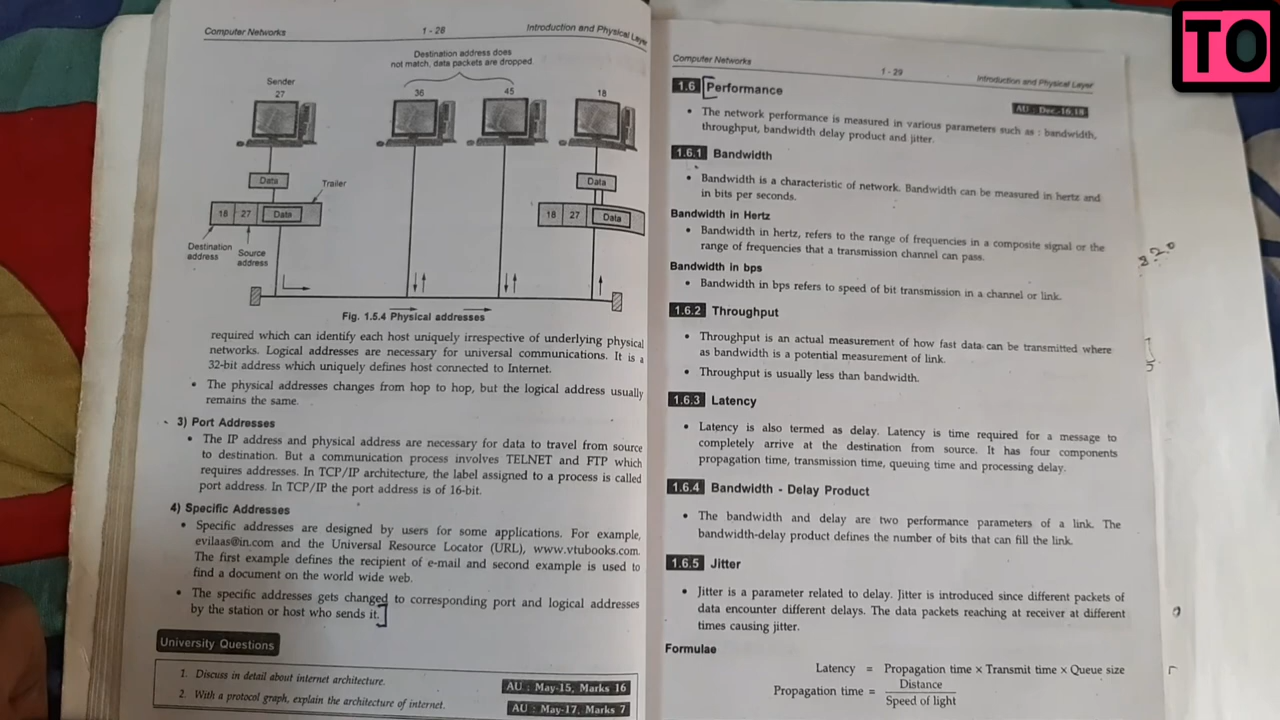 TO
Computer Networks
1 - 28
Introduction and Physical Layer
Destination address does
not match, data packets are dropped
Sender
27
36
45
18
Data
Trailer
Data
18 27 Data
18 27 Data
Destination
address
Source
address
Fig. 1.5.4 Physical addresses
required which can identify each host uniquely irrespective of underlying physical
networks. Logical addresses are necessary for universal communications. It is a
32-bit address which uniquely defines host connected to Internet.
• The physical addresses changes from hop to hop, but the logical address usually
remains the same.
3) Port Addresses
• The IP address and physical address are necessary for data to travel from source
to destination. But a communication process involves TELNET and FTP which
requires addresses. In TCP/IP architecture, the label assigned to a process is called
port address. In TCP/IP the port address is of 16-bit.
4) Specific Addresses
• Specific addresses are designed by users for some applications. For example,
evilaas@in.com and the Universal Resource Locator (URL), www.vtubooks.com.
The first example defines the recipient of e-mail and second example is used to
find a document on the world wide web.
• The specific addresses gets changed to corresponding port and logical addresses
by the station or host who sends it.
University Questions
1. Discuss in detail about internet architecture.
AU : May-15, Marks 16
2. With a protocol graph, explain the architecture of internet.
AU : May-17, Marks 7
Computer Networks
1 - 29
Introduction and Physical Layer
1.6 Performance
AU : Dec.-16,18
• The network performance is measured in various parameters such as : bandwidth,
throughput, bandwidth delay product and jitter.
1.6.1 Bandwidth
• Bandwidth is a characteristic of network. Bandwidth can be measured in hertz and
in bits per seconds.
Bandwidth in Hertz
• Bandwidth in hertz, refers to the range of frequencies in a composite signal or the
range of frequencies that a transmission channel can pass.
Bandwidth in bps
• Bandwidth in bps refers to speed of bit transmission in a channel or link.
1.6.2 Throughput
• Throughput is an actual measurement of how fast data can be transmitted where
as bandwidth is a potential measurement of link.
• Throughput is usually less than bandwidth.
1.6.3 Latency
• Latency is also termed as delay. Latency is time required for a message to
completely arrive at the destination from source. It has four components
propagation time, transmission time, queuing time and processing delay.
1.6.4 Bandwidth - Delay Product
• The bandwidth and delay are two performance parameters of a link. The
bandwidth-delay product defines the number of bits that can fill the link.
1.6.5 Jitter
• Jitter is a parameter related to delay. Jitter is introduced since different packets of
data encounter different delays. The data packets reaching at receiver at different
times causing jitter.
Formulae
Latency = Propagation time × Transmit time × Queue size
Propagation time = Distance
Speed of light